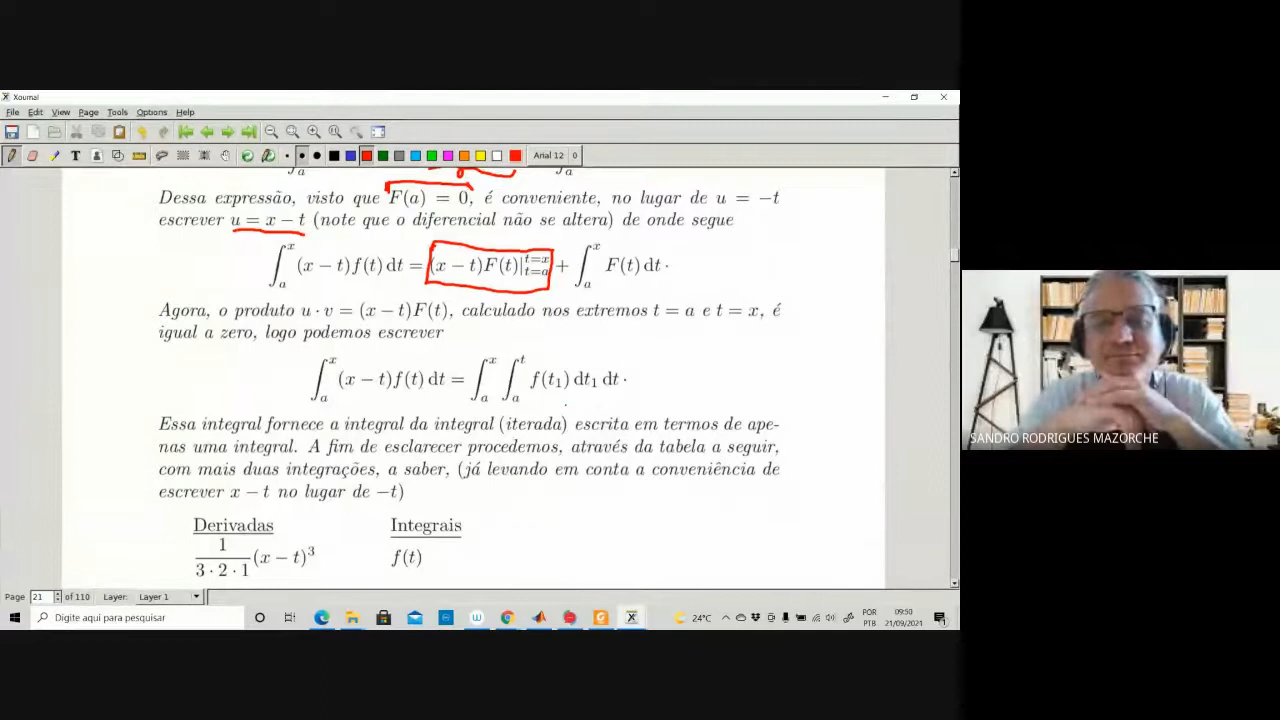 Xournal
File Edit View Page Tools Options Help
Arial 12 0
Dessa expressão, visto que F(a) = 0, é conveniente, no lugar de u = −t
escrever u = x − t (note que o diferencial não se altera) de onde segue
∫_a^x (x − t)f(t) dt = (x − t)F(t)|_{t=a}^{t=x} + ∫_a^x F(t) dt ·
Agora, o produto u · v = (x − t)F(t), calculado nos extremos t = a e t = x, é
igual a zero, logo podemos escrever
∫_a^x (x − t)f(t) dt = ∫_a^x ∫_a^t f(t₁) dt₁ dt ·
Essa integral fornece a integral da integral (iterada) escrita em termos de ape-
nas uma integral. A fim de esclarecer procedemos, através da tabela a seguir,
com mais duas integrações, a saber, (já levando em conta a conveniência de
escrever x − t no lugar de −t)
Derivadas Integrais
1/(3 · 2 · 1) (x − t)³ f(t)
SANDRO RODRIGUES MAZORCHE
Page 21 of 110 Layer: Layer 1
Digite aqui para pesquisar
24°C
POR
PTB
09:50
21/09/2021